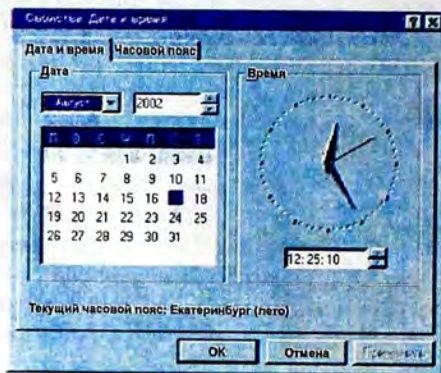 Свойства: Дата и время
Дата и время Часовой пояс
Дата
Время
Август 2002
П В С Ч П С
1 2 3 4
5 6 7 8 9 10 11
12 13 14 15 16 18
19 20 21 22 23 24 25
26 27 28 29 30 31
12:25:10
Текущий часовой пояс: Екатеринбург (лето)
OK Отмена Применить